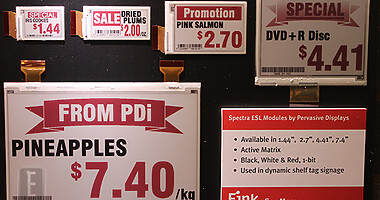 SPECIAL
$1.44
SALE
DRIED
PLUMS
$2.00
Promotion
PINK SALMON
$2.70
SPECIAL
DVD+R Disc
$4.41
FROM PDi
PINEAPPLES
$7.40
/kg
Spectra ESL Modules by Pervasive Displays
• Available in 1.44", 2.7", 4.41", 7.4"
• Active Matrix
• Black, White & Red, 1-bit
• Used in dynamic shelf tag signage
E